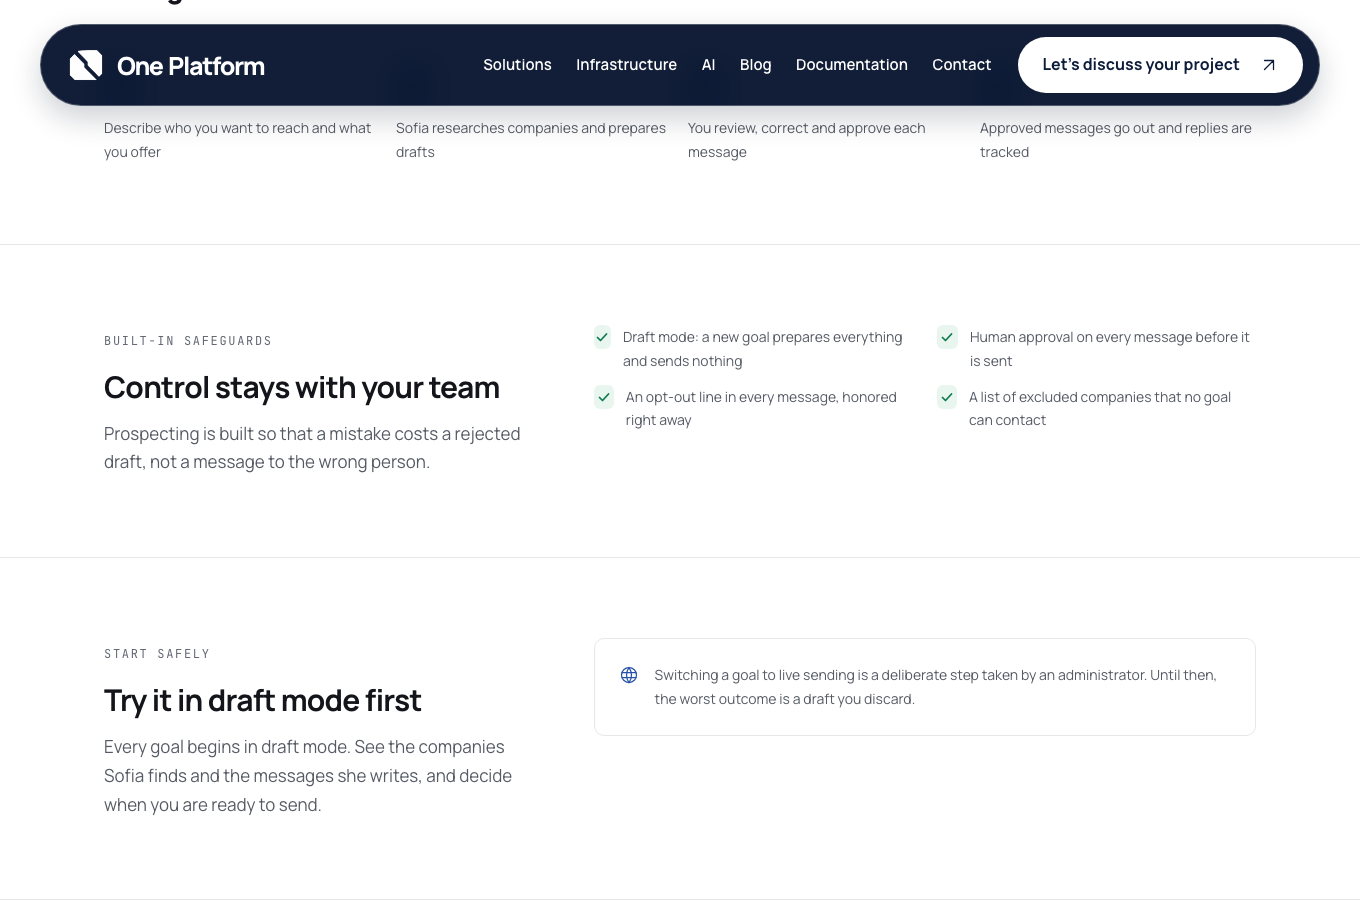 One Platform
Solutions
Infrastructure
AI
Blog
Documentation
Contact
Let's discuss your project
Describe who you want to reach and what
you offer
Sofia researches companies and prepares
drafts
You review, correct and approve each
message
Approved messages go out and replies are
tracked
BUILT-IN SAFEGUARDS
Control stays with your team
Prospecting is built so that a mistake costs a rejected
draft, not a message to the wrong person.
Draft mode: a new goal prepares everything
and sends nothing
Human approval on every message before it
is sent
An opt-out line in every message, honored
right away
A list of excluded companies that no goal
can contact
START SAFELY
Try it in draft mode first
Every goal begins in draft mode. See the companies
Sofia finds and the messages she writes, and decide
when you are ready to send.
Switching a goal to live sending is a deliberate step taken by an administrator. Until then,
the worst outcome is a draft you discard.